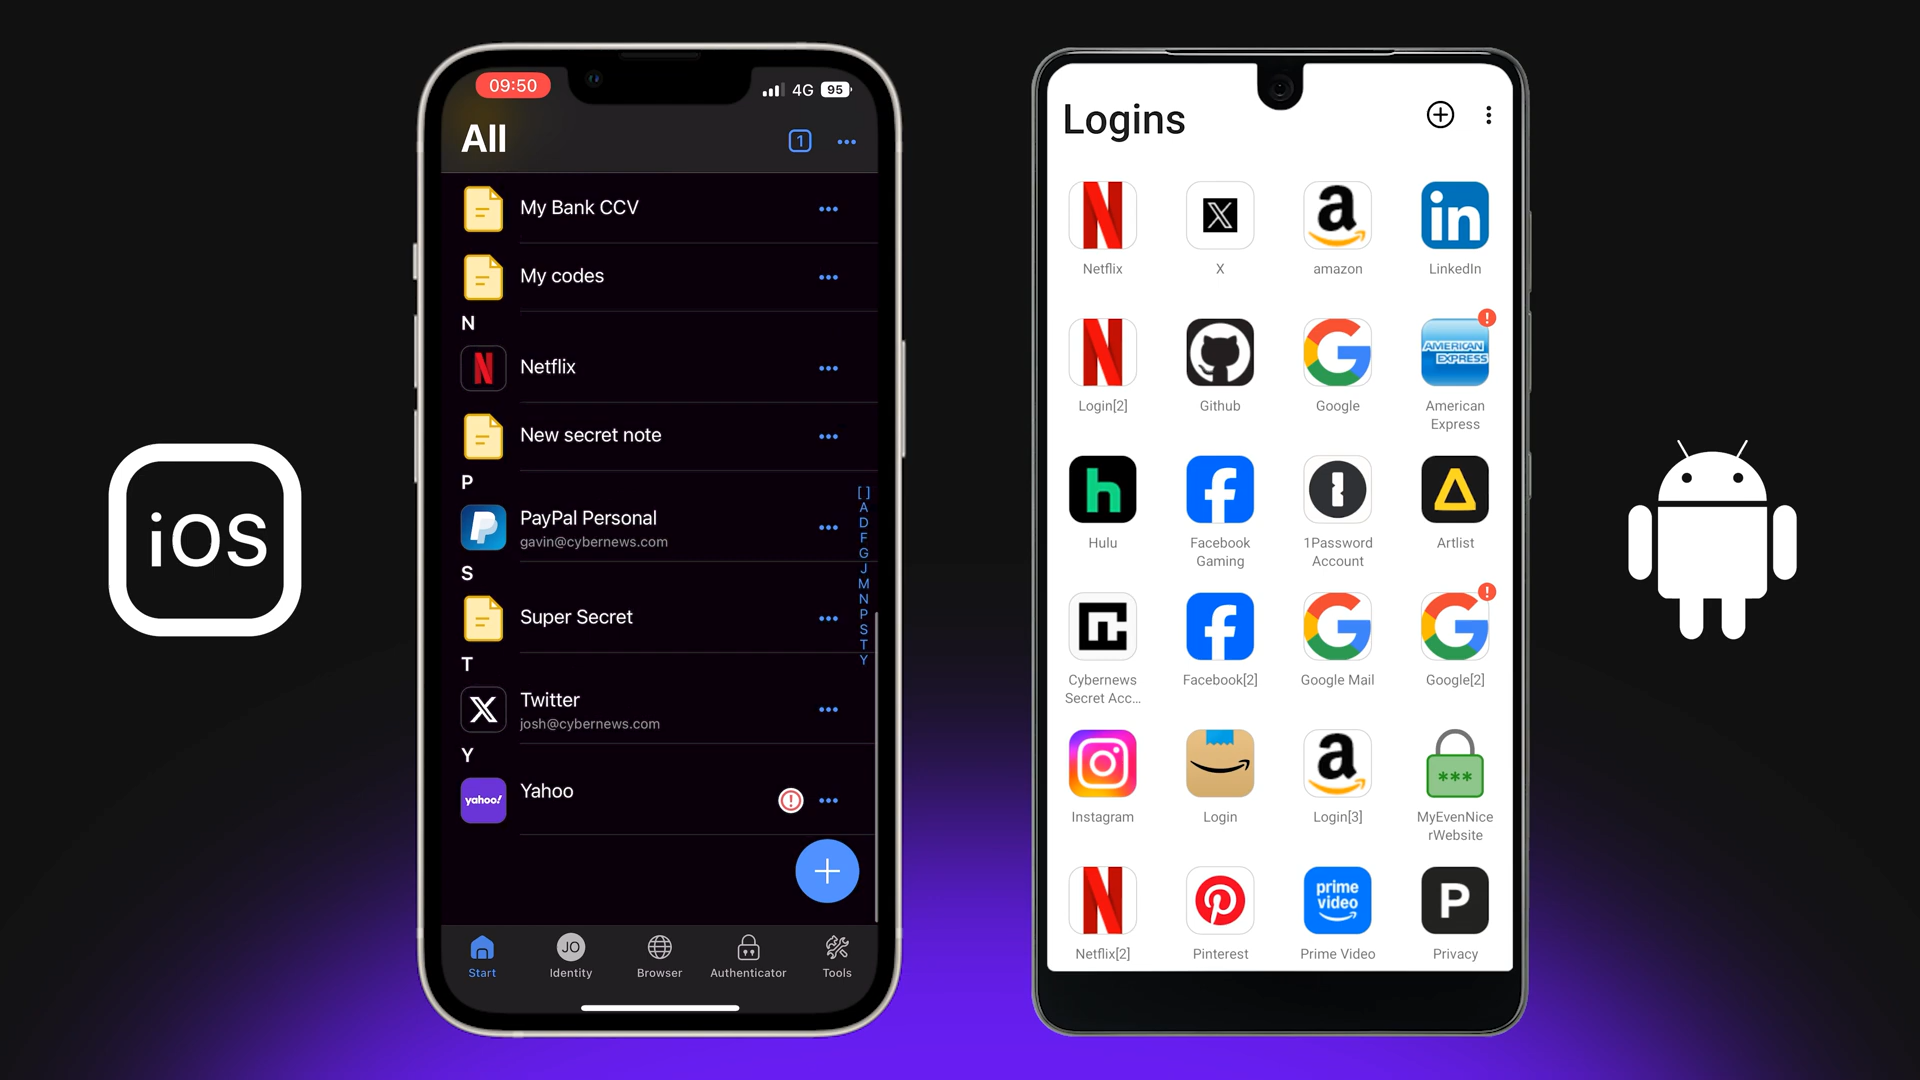 iOS
09:50
4G
95
All
1
My Bank CCV
My codes
N
Netflix
New secret note
P
PayPal Personal
gavin@cybernews.com
S
Super Secret
T
Twitter
josh@cybernews.com
Y
yahoo!
Yahoo
[ ]
A
D
F
G
J
M
N
P
S
T
Y
Start
JO
Identity
Browser
Authenticator
Tools
Logins
Netflix
X
amazon
in
LinkedIn
Login[2]
Github
Google
AMERICAN
EXPRESS
American
Express
h
Hulu
Facebook
Gaming
1Password
Account
Artlist
Cybernews
Secret Acc...
Facebook[2]
Google Mail
Google[2]
Instagram
Login
Login[3]
***
MyEvenNice
rWebsite
Netflix[2]
Pinterest
prime
video
Prime Video
P
Privacy